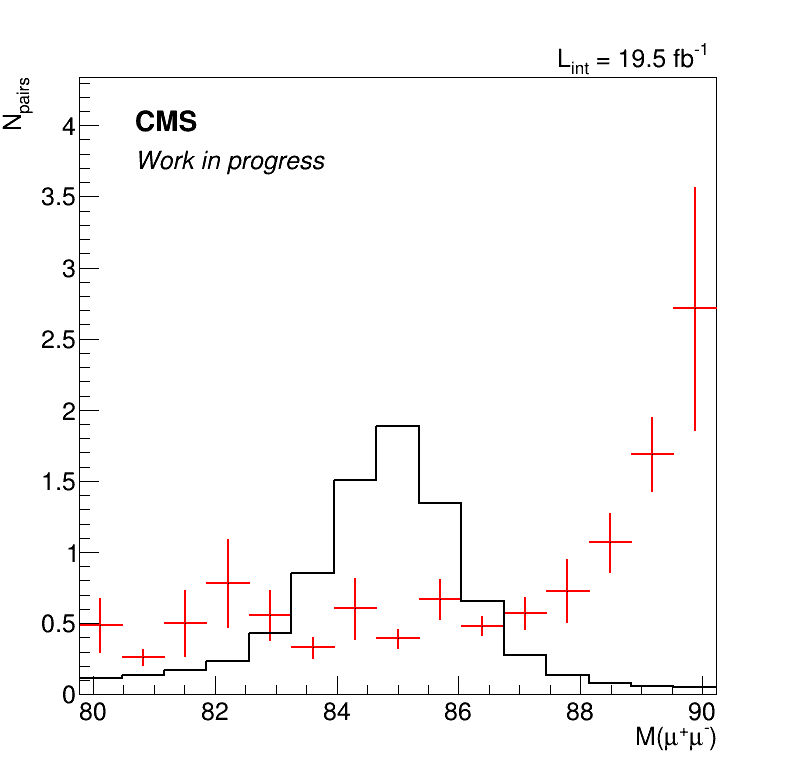 L_int = 19.5 fb^-1
N_pairs
CMS
Work in progress
4
3.5
3
2.5
2
1.5
1
0.5
0
80 82 84 86 88 90
M(μ⁺μ⁻)